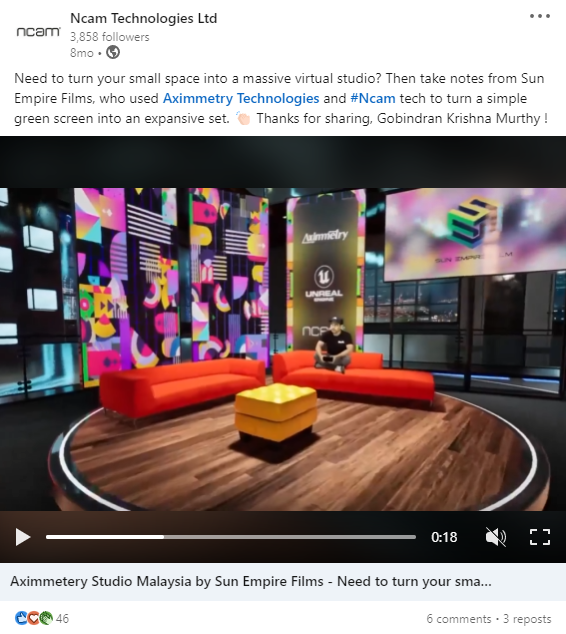 ncam
Ncam Technologies Ltd
3,858 followers
8mo •
Need to turn your small space into a massive virtual studio? Then take notes from Sun
Empire Films, who used Aximmetry Technologies and #Ncam tech to turn a simple
green screen into an expansive set. 👏🏻 Thanks for sharing, Gobindran Krishna Murthy !
Aximmetry
UNREAL
ENGINE
ncam
SUN EMPIRE FILM
0:18
Aximmetery Studio Malaysia by Sun Empire Films - Need to turn your sma...
46
6 comments • 3 reposts